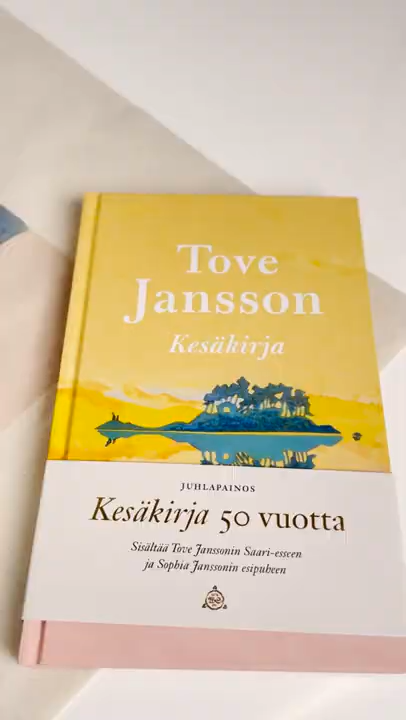 Tove
Jansson
Kesäkirja
JUHLAPAINOS
Kesäkirja 50 vuotta
Sisältää Tove Janssonin Saari-esseen
ja Sophia Janssonin esipuheen